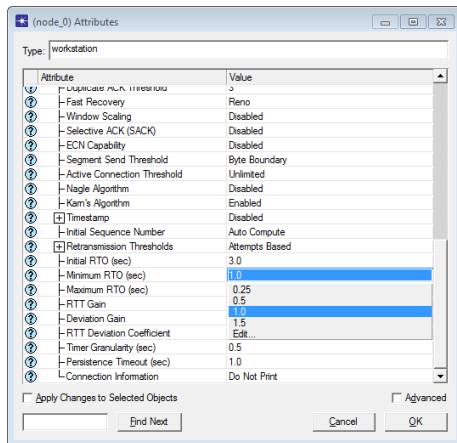 (node_0) Attributes
Type: workstation
Attribute Value
Duplicate ACK Threshold 3
Fast Recovery Reno
Window Scaling Disabled
Selective ACK (SACK) Disabled
ECN Capability Disabled
Segment Send Threshold Byte Boundary
Active Connection Threshold Unlimited
Nagle Algorithm Disabled
Karn's Algorithm Enabled
Timestamp Disabled
Initial Sequence Number Auto Compute
Retransmission Thresholds Attempts Based
Initial RTO (sec) 3.0
Minimum RTO (sec) 1.0
Maximum RTO (sec) 0.25
RTT Gain 0.5
Deviation Gain 1.0
1.5
RTT Deviation Coefficient Edit...
Timer Granularity (sec) 0.5
Persistence Timeout (sec) 1.0
Connection Information Do Not Print
Apply Changes to Selected Objects Advanced
Find Next Cancel OK